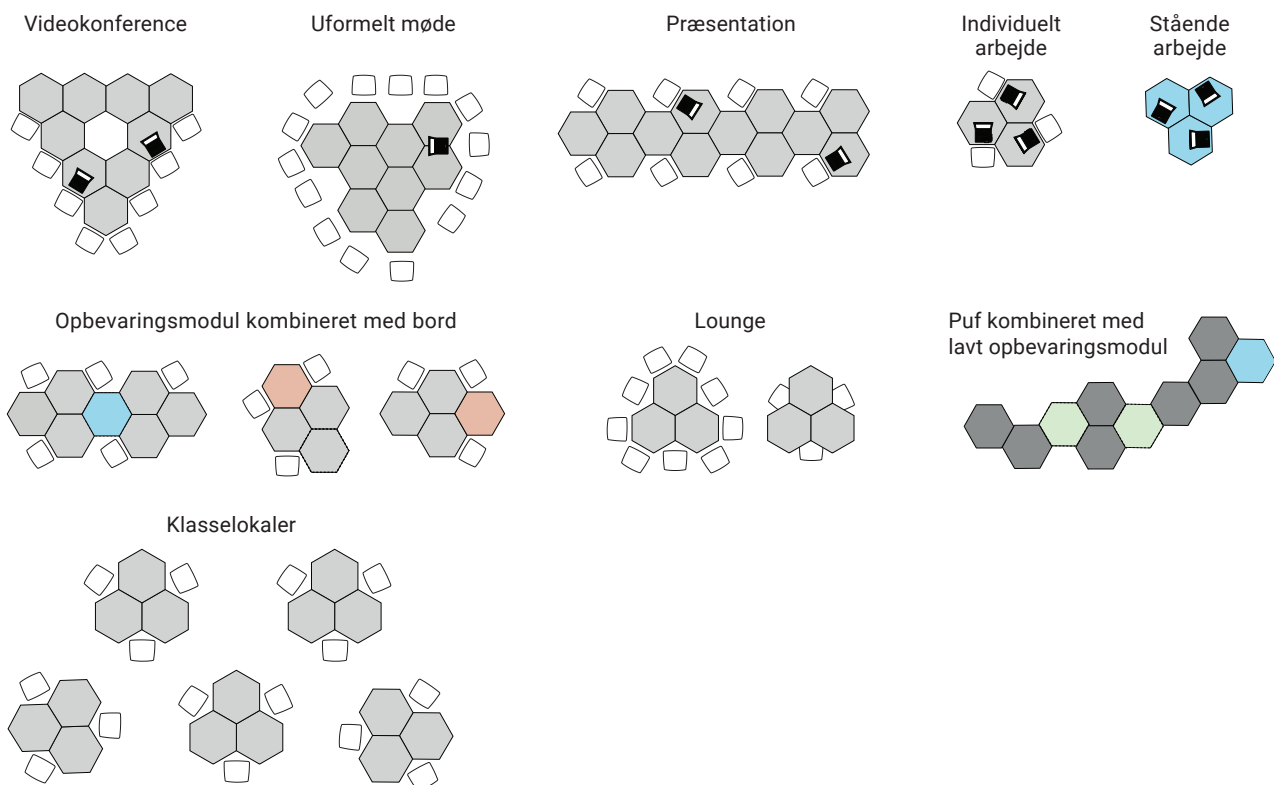 Videokonference
Uformelt møde
Præsentation
Individuelt
arbejde
Stående
arbejde
Opbevaringsmodul kombineret med bord
Lounge
Puf kombineret med
lavt opbevaringsmodul
Klasselokaler